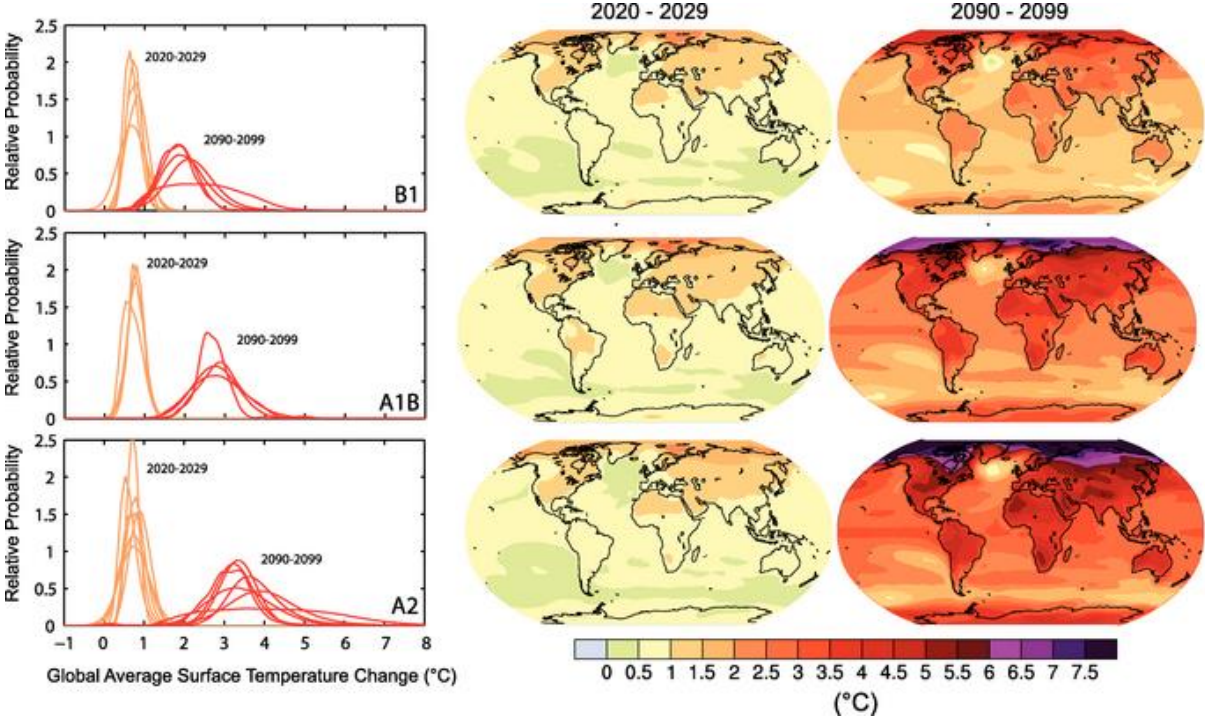 2020 - 2029
2090 - 2099
Relative Probability
2.5
2
1.5
1
0.5
0
2020-2029
2090-2099
B1
Relative Probability
2.5
2
1.5
1
0.5
0
2020-2029
2090-2099
A1B
Relative Probability
2.5
2
1.5
1
0.5
0
2020-2029
2090-2099
A2
−1 0 1 2 3 4 5 6 7 8
Global Average Surface Temperature Change (°C)
0 0.5 1 1.5 2 2.5 3 3.5 4 4.5 5 5.5 6 6.5 7 7.5
(°C)